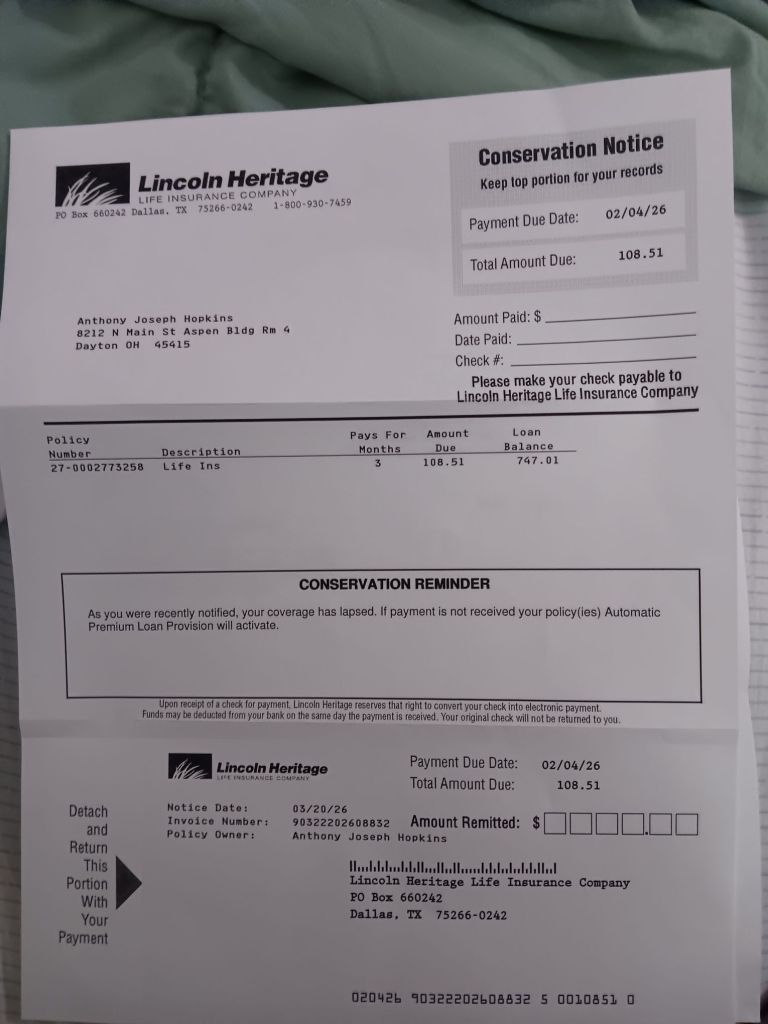 Lincoln Heritage
LIFE INSURANCE COMPANY
PO Box 660242 Dallas, TX 75266-0242 1-800-930-7459
Conservation Notice
Keep top portion for your records
Payment Due Date: 02/04/26
Total Amount Due: 108.51
Anthony Joseph Hopkins
8212 N Main St Aspen Bldg Rm 4
Dayton OH 45415
Amount Paid: $
Date Paid:
Check #:
Please make your check payable to
Lincoln Heritage Life Insurance Company
Policy Pays For Amount Loan
Number Description Months Due Balance
27-0002773258 Life Ins 3 108.51 747.01
CONSERVATION REMINDER
As you were recently notified, your coverage has lapsed. If payment is not received your policy(ies) Automatic
Premium Loan Provision will activate.
Upon receipt of a check for payment, Lincoln Heritage reserves that right to convert your check into electronic payment.
Funds may be deducted from your bank on the same day the payment is received. Your original check will not be returned to you.
Lincoln Heritage
LIFE INSURANCE COMPANY
Payment Due Date: 02/04/26
Total Amount Due: 108.51
Detach
and
Return
This
Portion
With
Your
Payment
Notice Date: 03/20/26
Invoice Number: 90322202608832
Policy Owner: Anthony Joseph Hopkins
Amount Remitted: $ .
Lincoln Heritage Life Insurance Company
PO Box 660242
Dallas, TX 75266-0242
020426 90322202608832 5 0010851 0